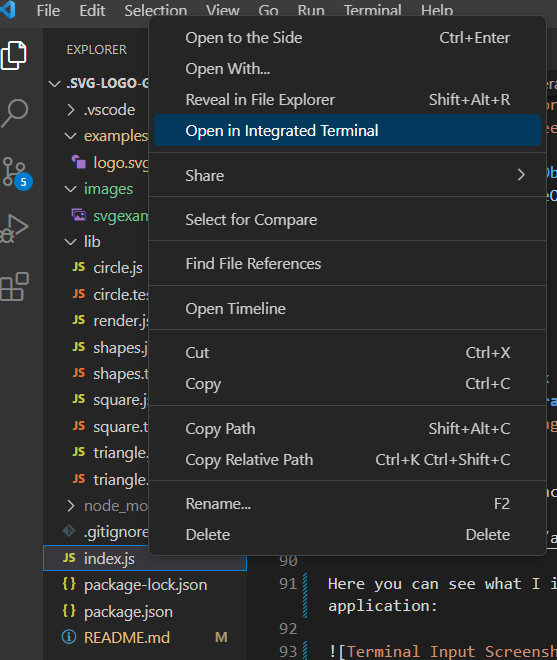 File Edit Selection View Go Run Terminal Help
EXPLORER
.SVG-LOGO-G
.vscode
examples
logo.svg
images
svgexam
lib
JS circle.js
JS circle.tes
JS render.js
JS shapes.js
JS shapes.t
JS square.js
JS square.t
JS triangle.
JS triangle.
node_mo
.gitignore
JS index.js
{ } package-lock.json
{ } package.json
README.md M
5
Open to the Side Ctrl+Enter
Open With...
Reveal in File Explorer Shift+Alt+R
Open in Integrated Terminal
Share
Select for Compare
Find File References
Open Timeline
Cut Ctrl+X
Copy Ctrl+C
Copy Path Shift+Alt+C
Copy Relative Path Ctrl+K Ctrl+Shift+C
Rename... F2
Delete Delete
90
91 Here you can see what I i
application:
92
93 ![Terminal Input Screensh